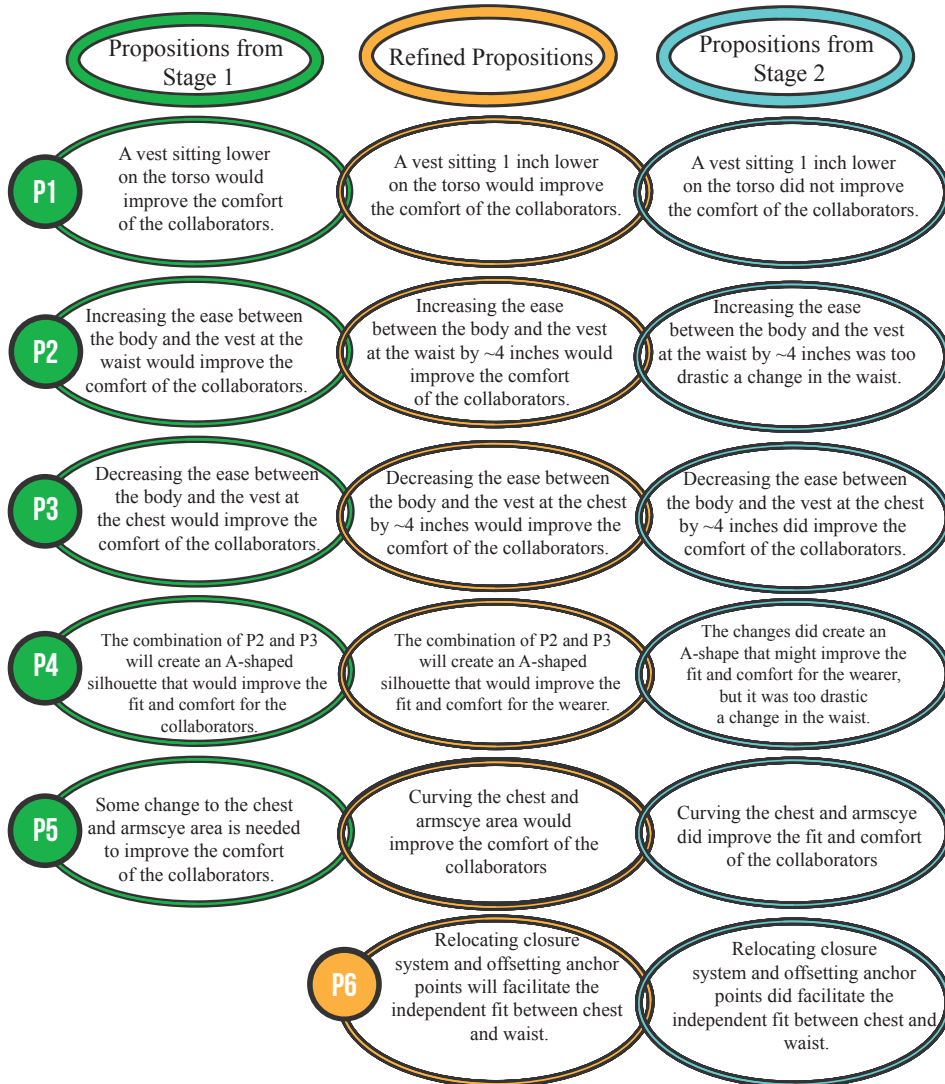 Propositions from
Stage 1
Refined Propositions
Propositions from
Stage 2
P1
A vest sitting lower
on the torso would
improve the comfort
of the collaborators.
A vest sitting 1 inch lower
on the torso would improve
the comfort of the collaborators.
A vest sitting 1 inch lower
on the torso did not improve
the comfort of the collaborators.
P2
Increasing the ease between
the body and the vest at the
waist would improve the
comfort of the collaborators.
Increasing the ease
between the body and the vest
at the waist by ~4 inches would
improve the comfort
of the collaborators.
Increasing the ease
between the body and the vest
at the waist by ~4 inches was too
drastic a change in the waist.
P3
Decreasing the ease between
the body and the vest at
the chest would improve the
comfort of the collaborators.
Decreasing the ease between
the body and the vest at the chest
by ~4 inches would improve the
comfort of the collaborators.
Decreasing the ease between
the body and the vest at the chest
by ~4 inches did improve the
comfort of the collaborators.
P4
The combination of P2 and P3
will create an A-shaped
silhouette that would improve the
fit and comfort for the
collaborators.
The combination of P2 and P3
will create an A-shaped
silhouette that would improve the
fit and comfort for the wearer.
The changes did create an
A-shape that might improve the
fit and comfort for the wearer,
but it was too drastic
a change in the waist.
P5
Some change to the chest
and armscye area is needed
to improve the comfort
of the collaborators.
Curving the chest and
armscye area would
improve the comfort of the
collaborators
Curving the chest and armscye
did improve the fit and comfort
of the collaborators
P6
Relocating closure
system and offsetting anchor
points will facilitate the
independent fit between chest
and waist.
Relocating closure
system and offsetting anchor
points did facilitate the
independent fit between chest and
waist.